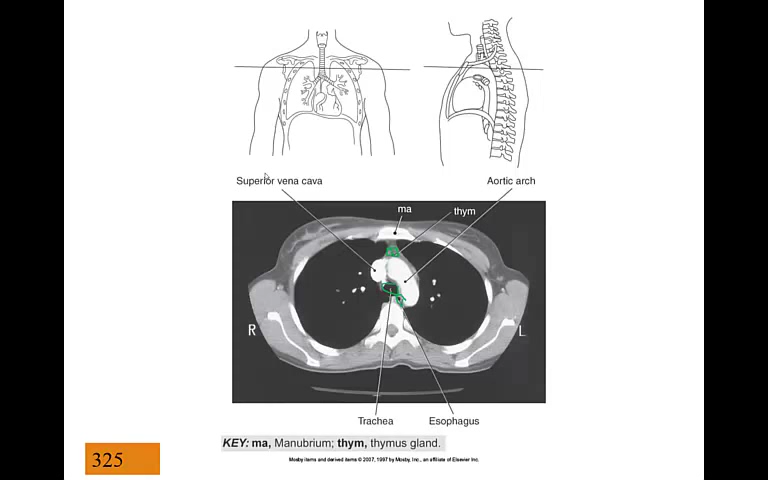 Superior vena cava
Aortic arch
ma
thym
R
L
Trachea
Esophagus
KEY: ma, Manubrium; thym, thymus gland.
325
Mosby items and derived items © 2007, 1997 by Mosby, Inc., an affiliate of Elsevier Inc.